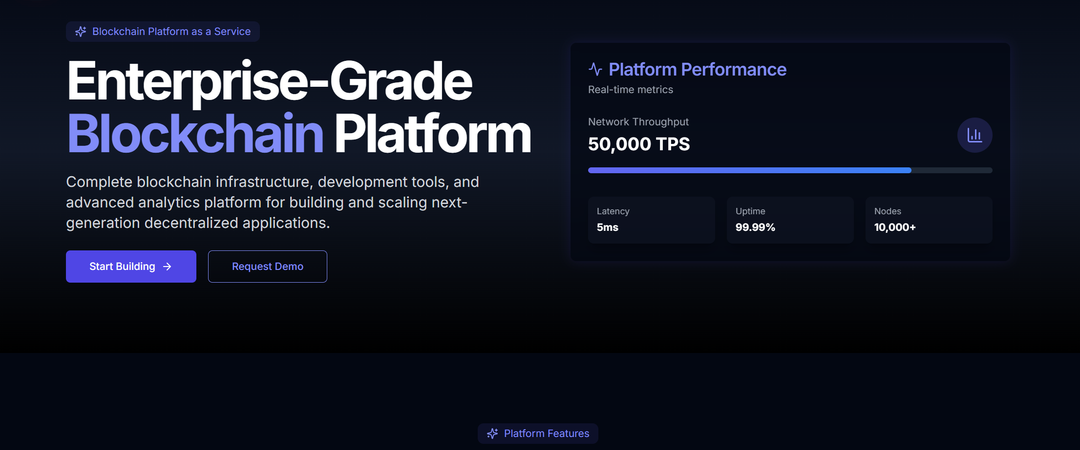 Blockchain Platform as a Service
Enterprise-Grade
Blockchain Platform
Complete blockchain infrastructure, development tools, and
advanced analytics platform for building and scaling next-
generation decentralized applications.
Start Building
Request Demo
Platform Performance
Real-time metrics
Network Throughput
50,000 TPS
Latency
5ms
Uptime
99.99%
Nodes
10,000+
Platform Features